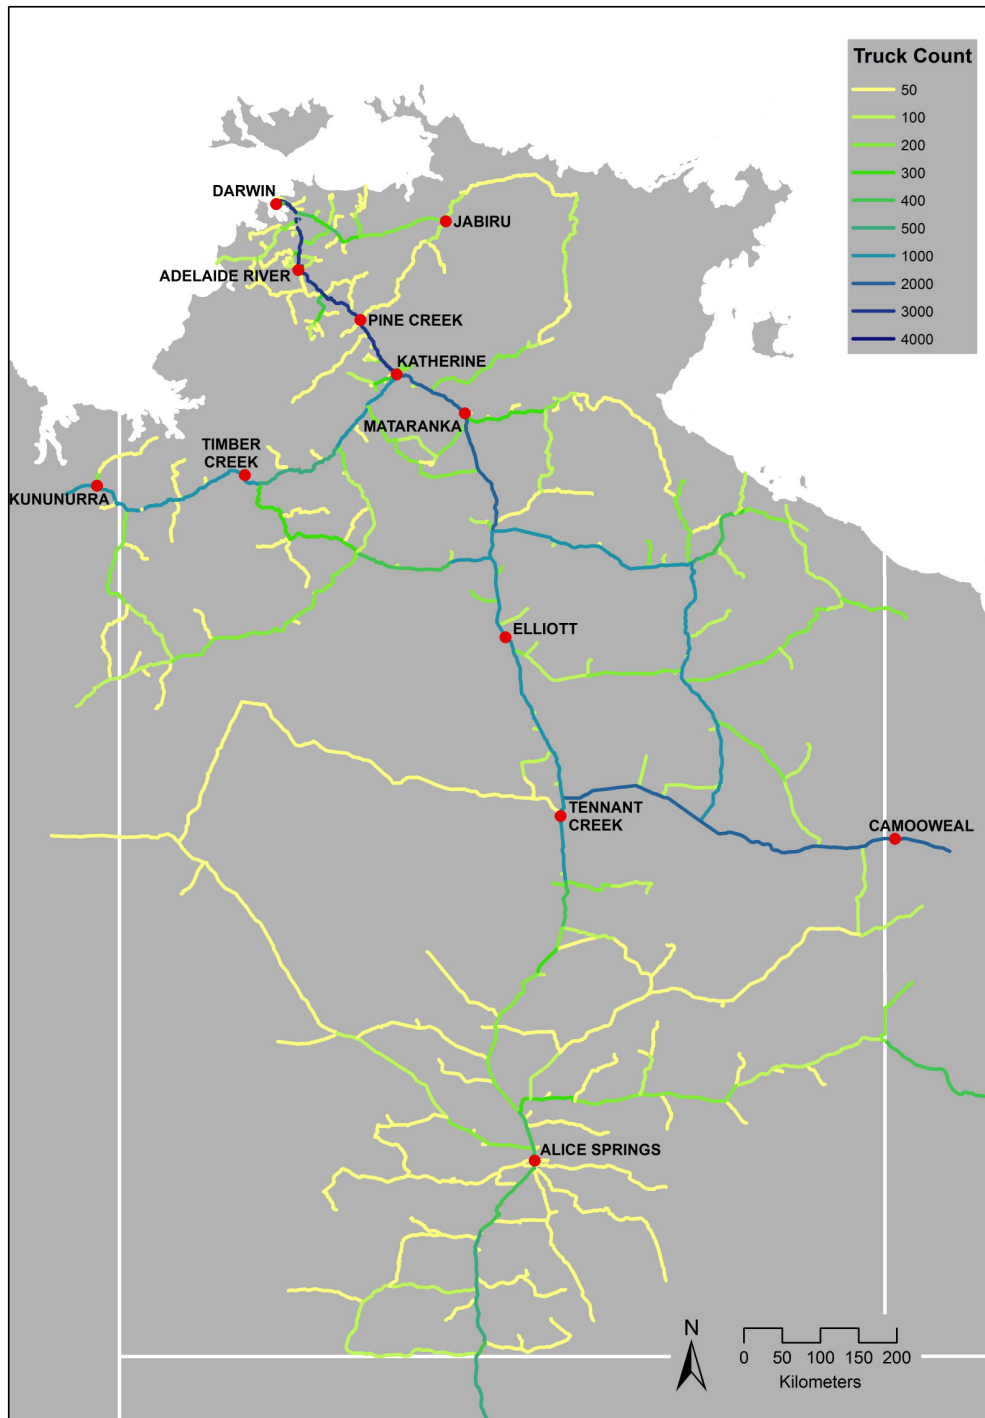 Truck Count
50
100
200
300
400
500
1000
2000
3000
4000
DARWIN
JABIRU
ADELAIDE RIVER
PINE CREEK
KATHERINE
MATARANKA
TIMBER
CREEK
KUNUNURRA
ELLIOTT
TENNANT
CREEK
CAMOOWEAL
ALICE SPRINGS
N
0 50 100 150 200
Kilometers